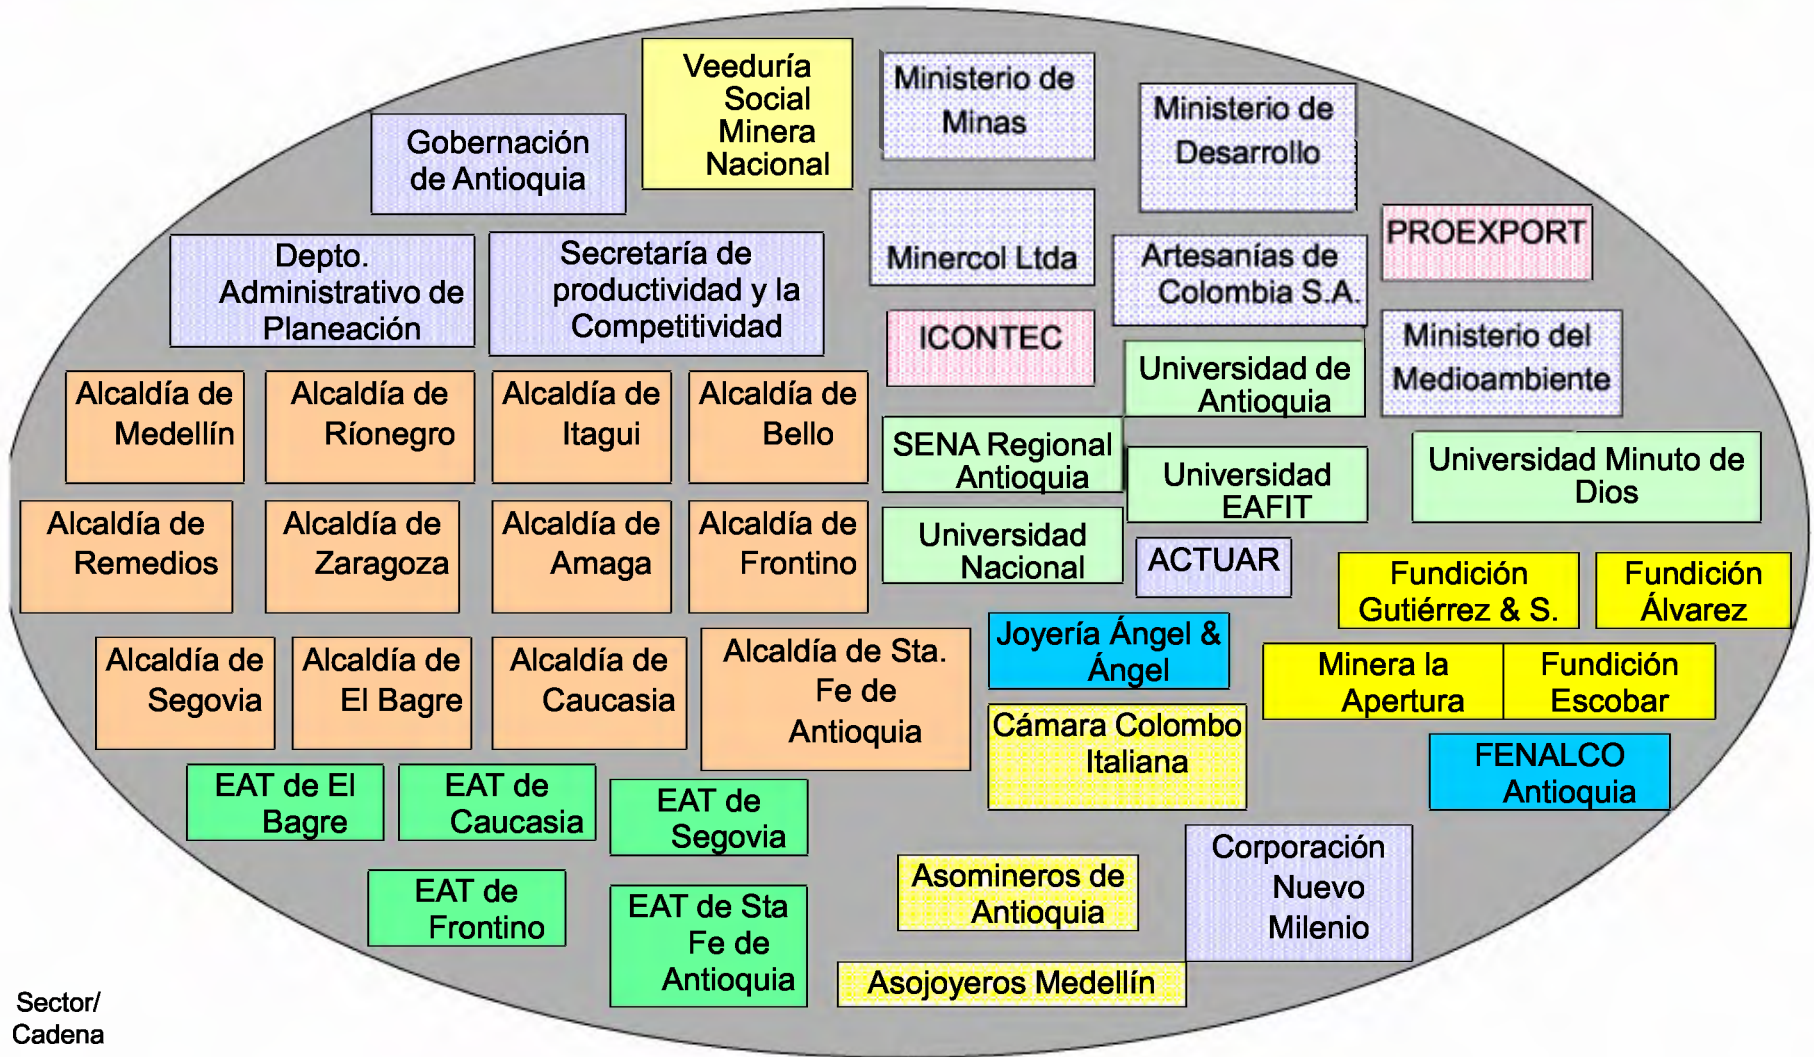 Veeduría
Social
Minera
Nacional
Ministerio de
Minas
Ministerio de
Desarrollo
Gobernación
de Antioquia
PROEXPORT
Minercol Ltda
Artesanías de
Colombia S.A.
Depto.
Administrativo de
Planeación
Secretaría de
productividad y la
Competitividad
ICONTEC
Ministerio del
Medioambiente
Universidad de
Antioquia
Alcaldía de
Medellín
Alcaldía de
Ríonegro
Alcaldía de
Itagui
Alcaldía de
Bello
SENA Regional
Antioquia
Universidad
EAFIT
Universidad Minuto de
Dios
Alcaldía de
Remedios
Alcaldía de
Zaragoza
Alcaldía de
Amaga
Alcaldía de
Frontino
Universidad
Nacional
ACTUAR
Fundición
Gutiérrez & S.
Fundición
Álvarez
Alcaldía de
Segovia
Alcaldía de
El Bagre
Alcaldía de
Caucasia
Alcaldía de Sta.
Fe de
Antioquia
Joyería Ángel &
Ángel
Minera la
Apertura
Fundición
Escobar
Cámara Colombo
Italiana
FENALCO
Antioquia
EAT de El
Bagre
EAT de
Caucasia
EAT de
Segovia
EAT de
Frontino
EAT de Sta
Fe de
Antioquia
Asomineros de
Antioquia
Corporación
Nuevo
Milenio
Asojoyeros Medellín
Sector/
Cadena